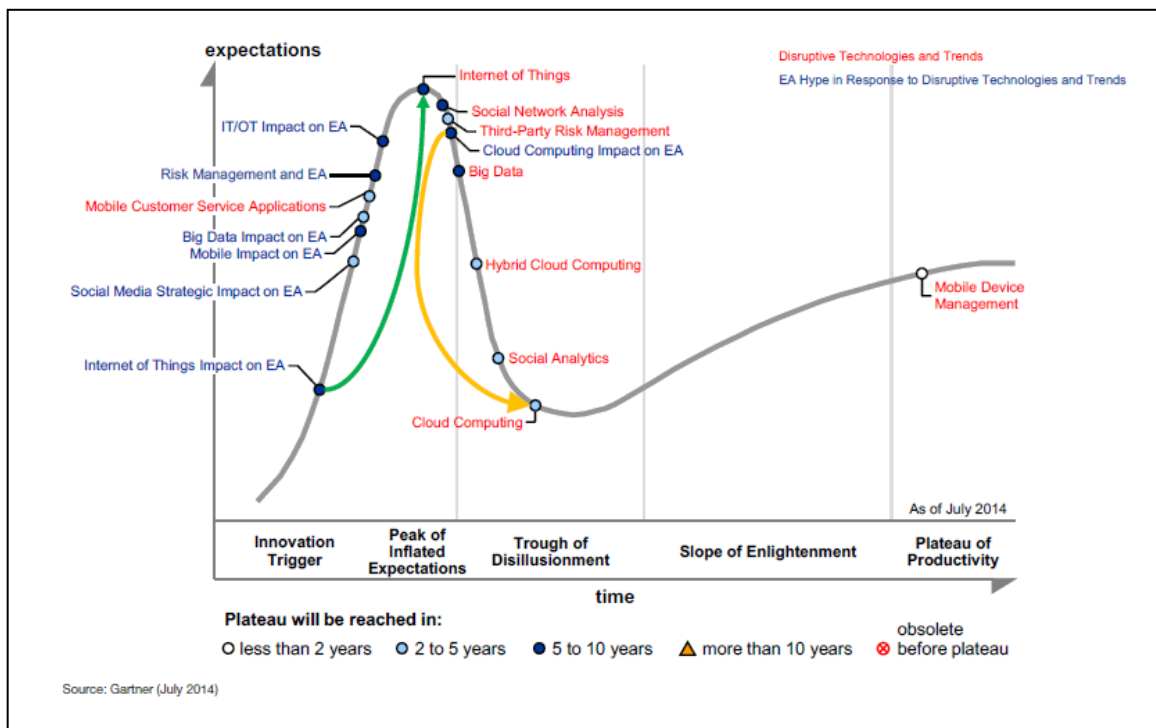 expectations
Disruptive Technologies and Trends
EA Hype in Response to Disruptive Technologies and Trends
Internet of Things
Social Network Analysis
IT/OT Impact on EA
Third-Party Risk Management
Cloud Computing Impact on EA
Risk Management and EA
Big Data
Mobile Customer Service Applications
Big Data Impact on EA
Mobile Impact on EA
Hybrid Cloud Computing
Social Media Strategic Impact on EA
Mobile Device
Management
Internet of Things Impact on EA
Social Analytics
Cloud Computing
As of July 2014
Innovation
Trigger
Peak of
Inflated
Expectations
Trough of
Disillusionment
Slope of Enlightenment
Plateau of
Productivity
time
Plateau will be reached in:
less than 2 years
2 to 5 years
5 to 10 years
more than 10 years
obsolete
before plateau
Source: Gartner (July 2014)